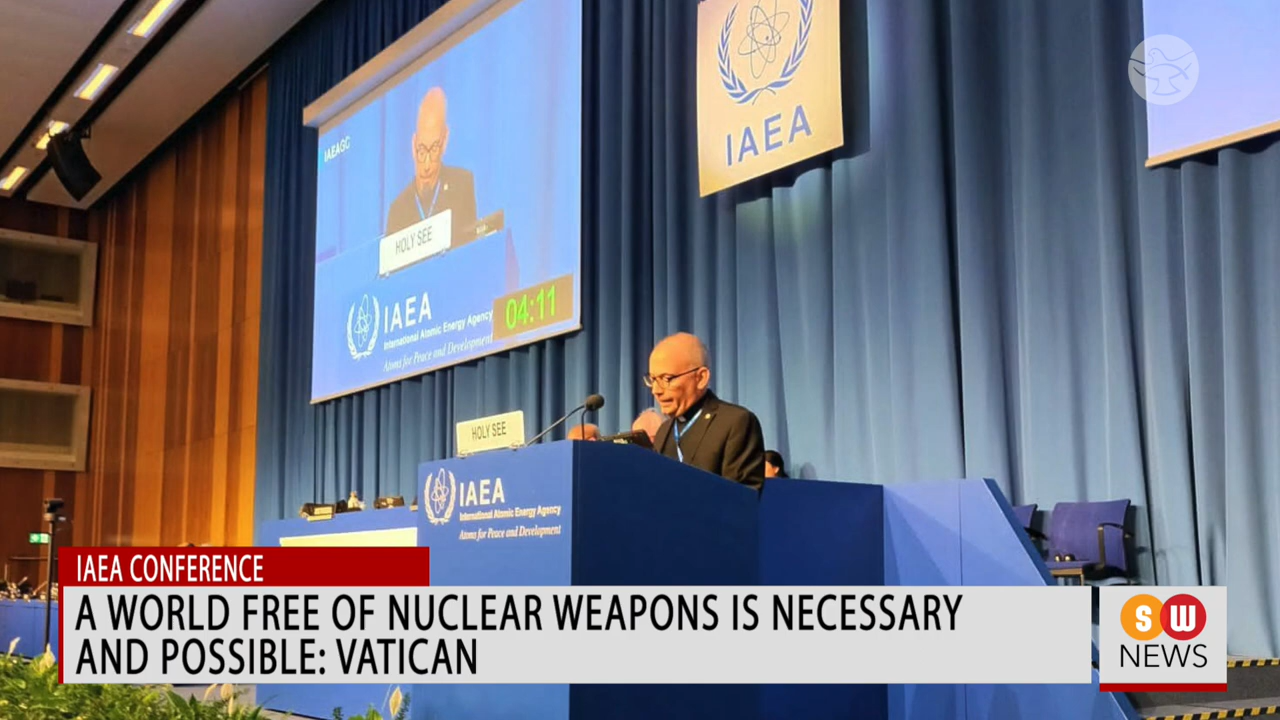 IAEAGC
HOLY SEE
IAEA
International Atomic Energy Agency
Atoms for Peace and Development
04:11
IAEA
HOLY SEE
IAEA
International Atomic Energy Agency
Atoms for Peace and Development
IAEA CONFERENCE
A WORLD FREE OF NUCLEAR WEAPONS IS NECESSARY
AND POSSIBLE: VATICAN
SW
NEWS